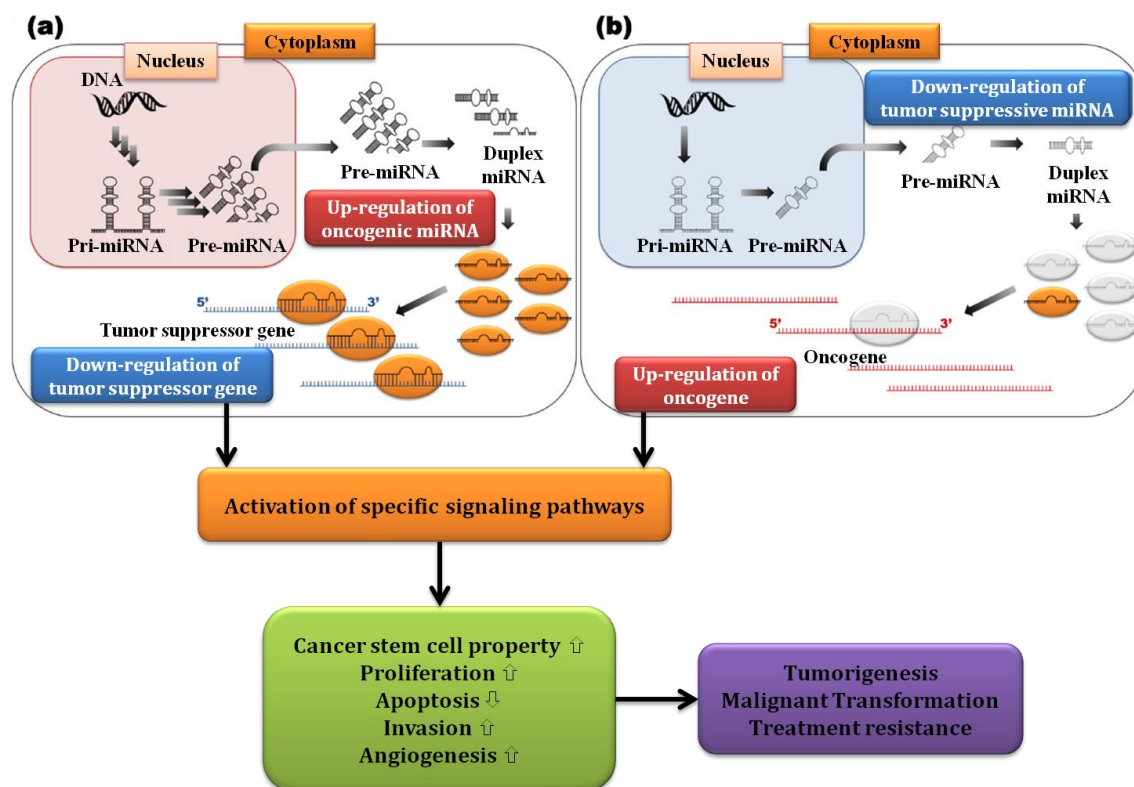 (a)
Cytoplasm
Nucleus
DNA
Pri-miRNA
Pre-miRNA
Pre-miRNA
Duplex
miRNA
Up-regulation of
oncogenic miRNA
5’
3’
Tumor suppressor gene
Down-regulation of
tumor suppressor gene
(b)
Cytoplasm
Nucleus
Down-regulation of
tumor suppressive miRNA
Pri-miRNA
Pre-miRNA
Pre-miRNA
Duplex
miRNA
5’
3’
Oncogene
Up-regulation of
oncogene
Activation of specific signaling pathways
Cancer stem cell property ⇧
Proliferation ⇧
Apoptosis ⇩
Invasion ⇧
Angiogenesis ⇧
Tumorigenesis
Malignant Transformation
Treatment resistance